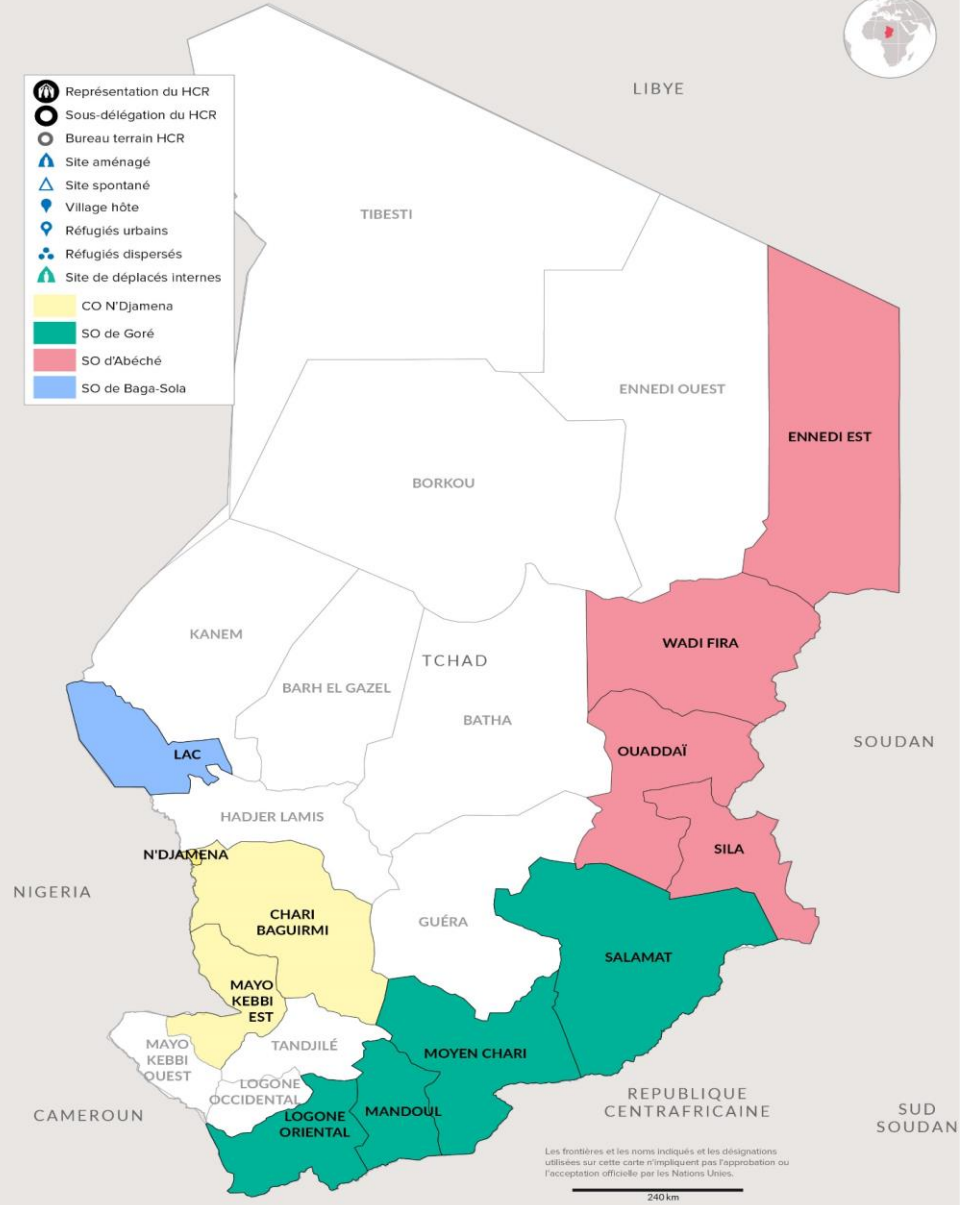 LIBYE
Représentation du HCR
Sous-délégation du HCR
Bureau terrain HCR
Site aménagé
Site spontané
Village hôte
Réfugiés urbains
Réfugiés dispersés
Site de déplacés internes
CO N'Djamena
SO de Goré
SO d'Abéché
SO de Baga-Sola
TIBESTI
ENNEDI OUEST
ENNEDI EST
BORKOU
KANEM
WADI FIRA
TCHAD
BARH EL GAZEL
BATHA
SOUDAN
LAC
OUADDAÏ
HADJER LAMIS
N'DJAMENA
SILA
NIGERIA
CHARI
BAGUIRMI
GUÉRA
SALAMAT
MAYO
KEBBI
EST
MAYO
KEBBI
OUEST
TANDJILÉ
MOYEN CHARI
LOGONE
OCCIDENTAL
LOGONE
ORIENTAL
MANDOUL
CAMEROUN
REPUBLIQUE
CENTRAFRICAINE
SUD
SOUDAN
Les frontières et les noms indiqués et les désignations
utilisées sur cette carte n'impliquent pas l'approbation ou
l'acceptation officielle par les Nations Unies.
240 km